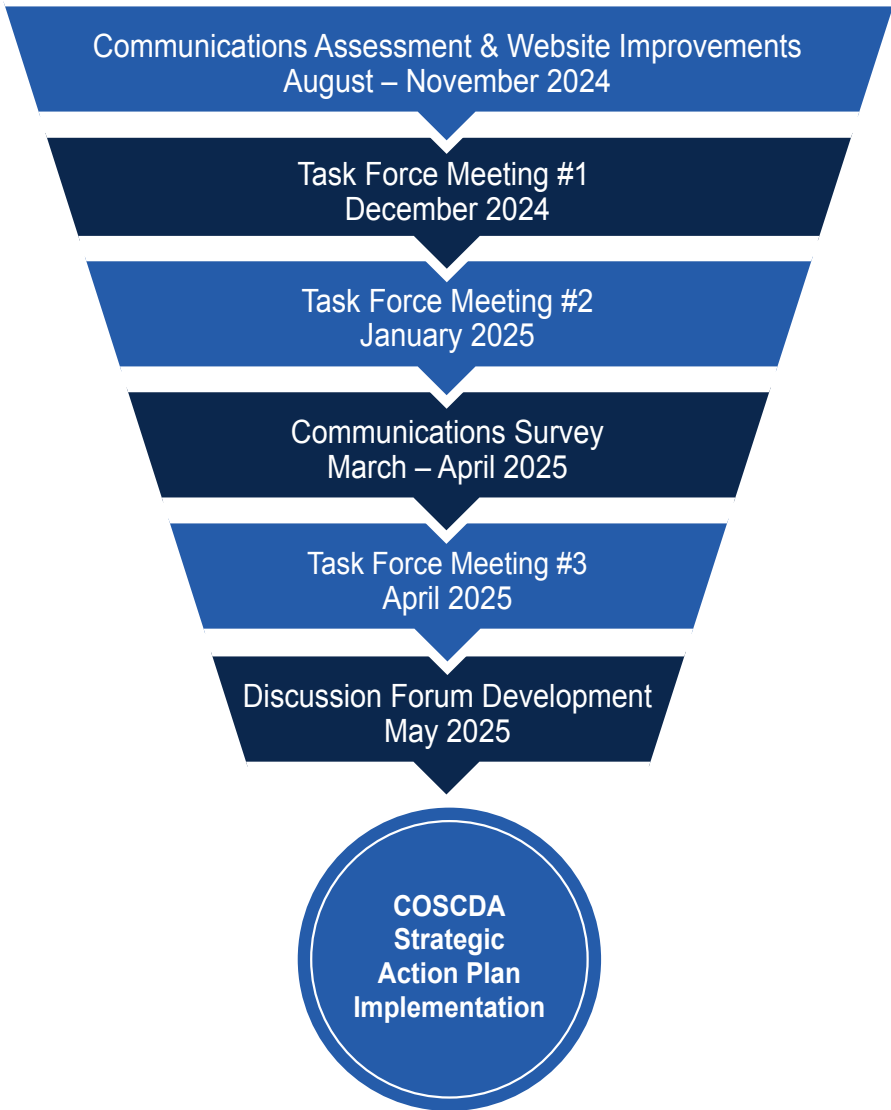 Communications Assessment & Website Improvements
August – November 2024
Task Force Meeting #1
December 2024
Task Force Meeting #2
January 2025
Communications Survey
March – April 2025
Task Force Meeting #3
April 2025
Discussion Forum Development
May 2025
COSCDA
Strategic
Action Plan
Implementation